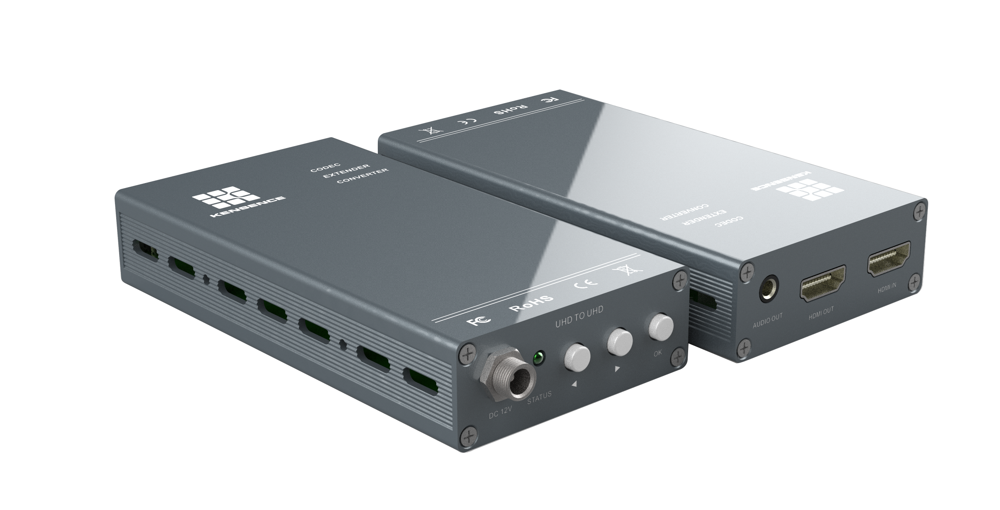 CODEC
EXTENDER
CONVERTER
KENSENCE
FC
RoHS
CE
UHD TO UHD
DC 12V
STATUS
OK
FC
RoHS
CE
KENSENCE
CODEC
EXTENDER
CONVERTER
AUDIO OUT
HDMI OUT
HDMI IN